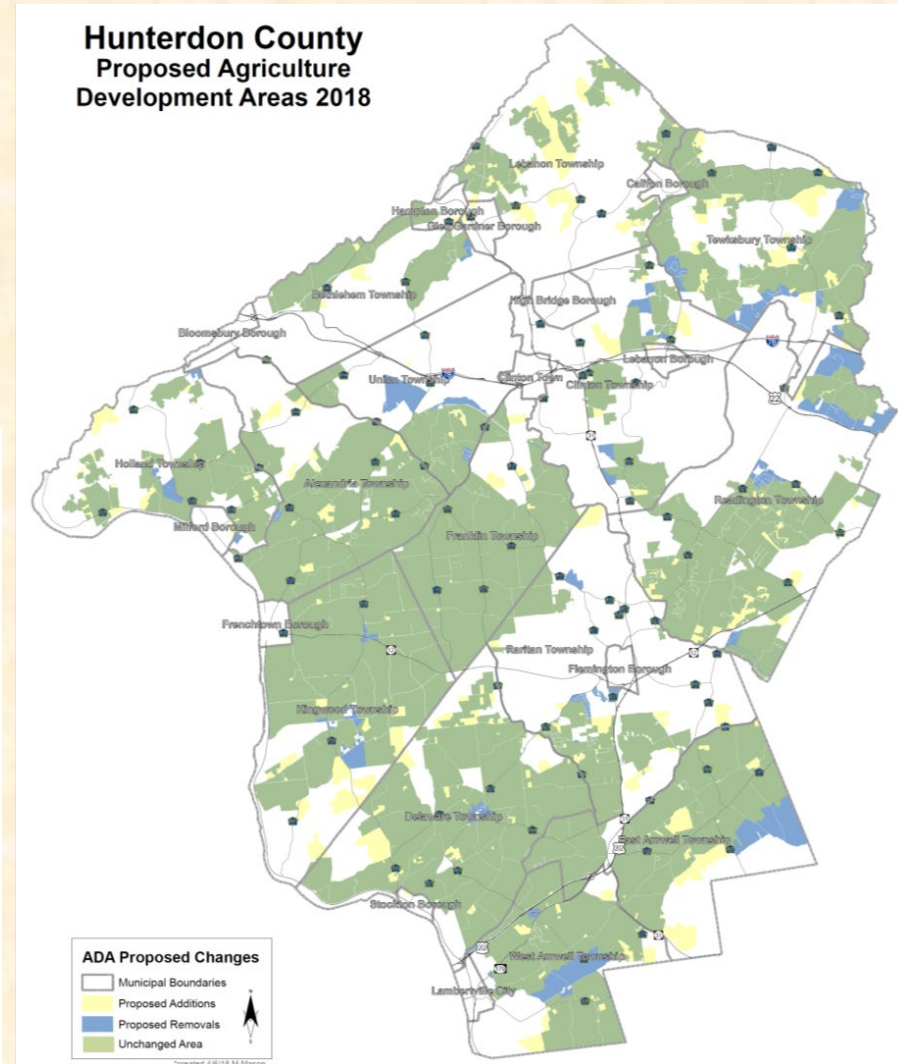 Hunterdon County
Proposed Agriculture
Development Areas 2018
Lebanon Township
Califon Borough
Hampton Borough
Glen Gardner Borough
Tewksbury Township
Bethlehem Township
High Bridge Borough
Bloomsbury Borough
Lebanon Borough
Union Township
Clinton Town
Clinton Township
22
Holland Township
Alexandria Township
Readington Township
Milford Borough
Franklin Township
Frenchtown Borough
Raritan Township
Flemington Borough
Kingwood Township
Delaware Township
East Amwell Township
Stockton Borough
West Amwell Township
Lambertville City
ADA Proposed Changes
Municipal Boundaries
Proposed Additions
Proposed Removals
Unchanged Area
N
S